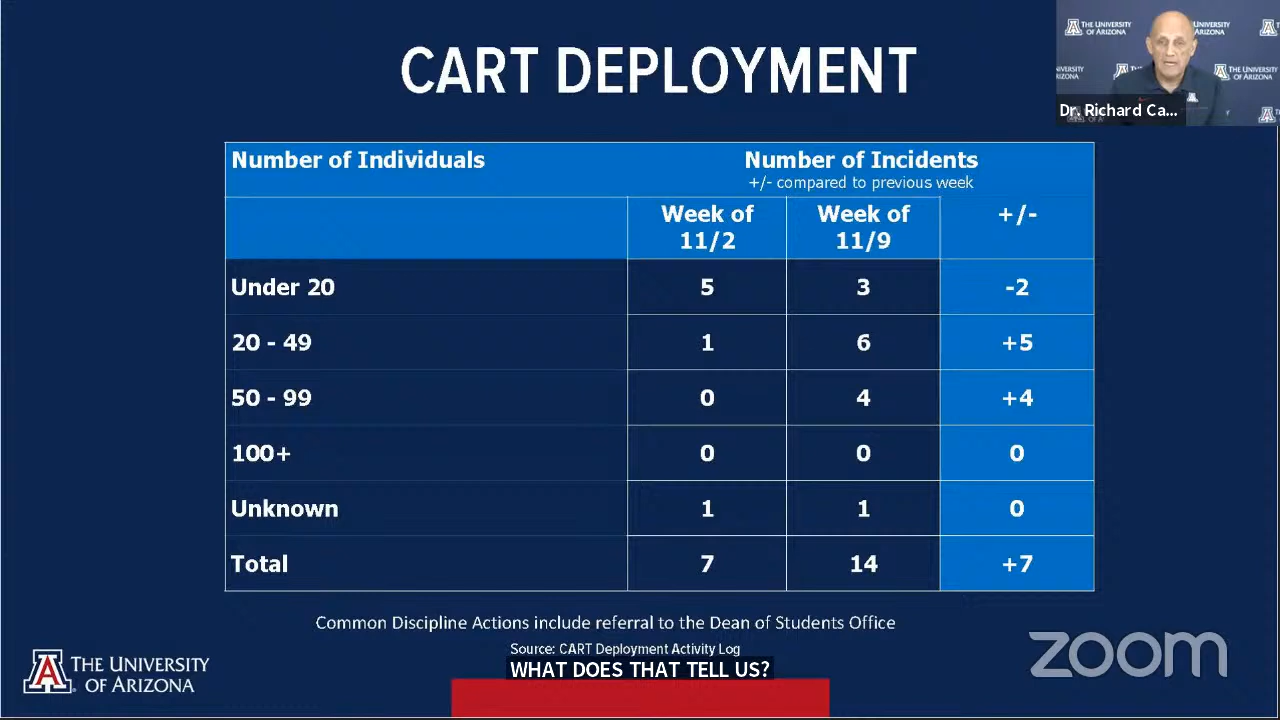 CART DEPLOYMENT
THE UNIVERSITY
OF ARIZONA
UNIVERSITY
OF ARIZONA
THE UNIVERSITY
OF ARIZONA
Dr. Richard Ca...
Number of Individuals
Number of Incidents
+/- compared to previous week
Week of
11/2
Week of
11/9
+/-
Under 20 5 3 -2
20 - 49 1 6 +5
50 - 99 0 4 +4
100+ 0 0 0
Unknown 1 1 0
Total 7 14 +7
Common Discipline Actions include referral to the Dean of Students Office
Source: CART Deployment Activity Log
WHAT DOES THAT TELL US?
A
THE UNIVERSITY
OF ARIZONA
zoom